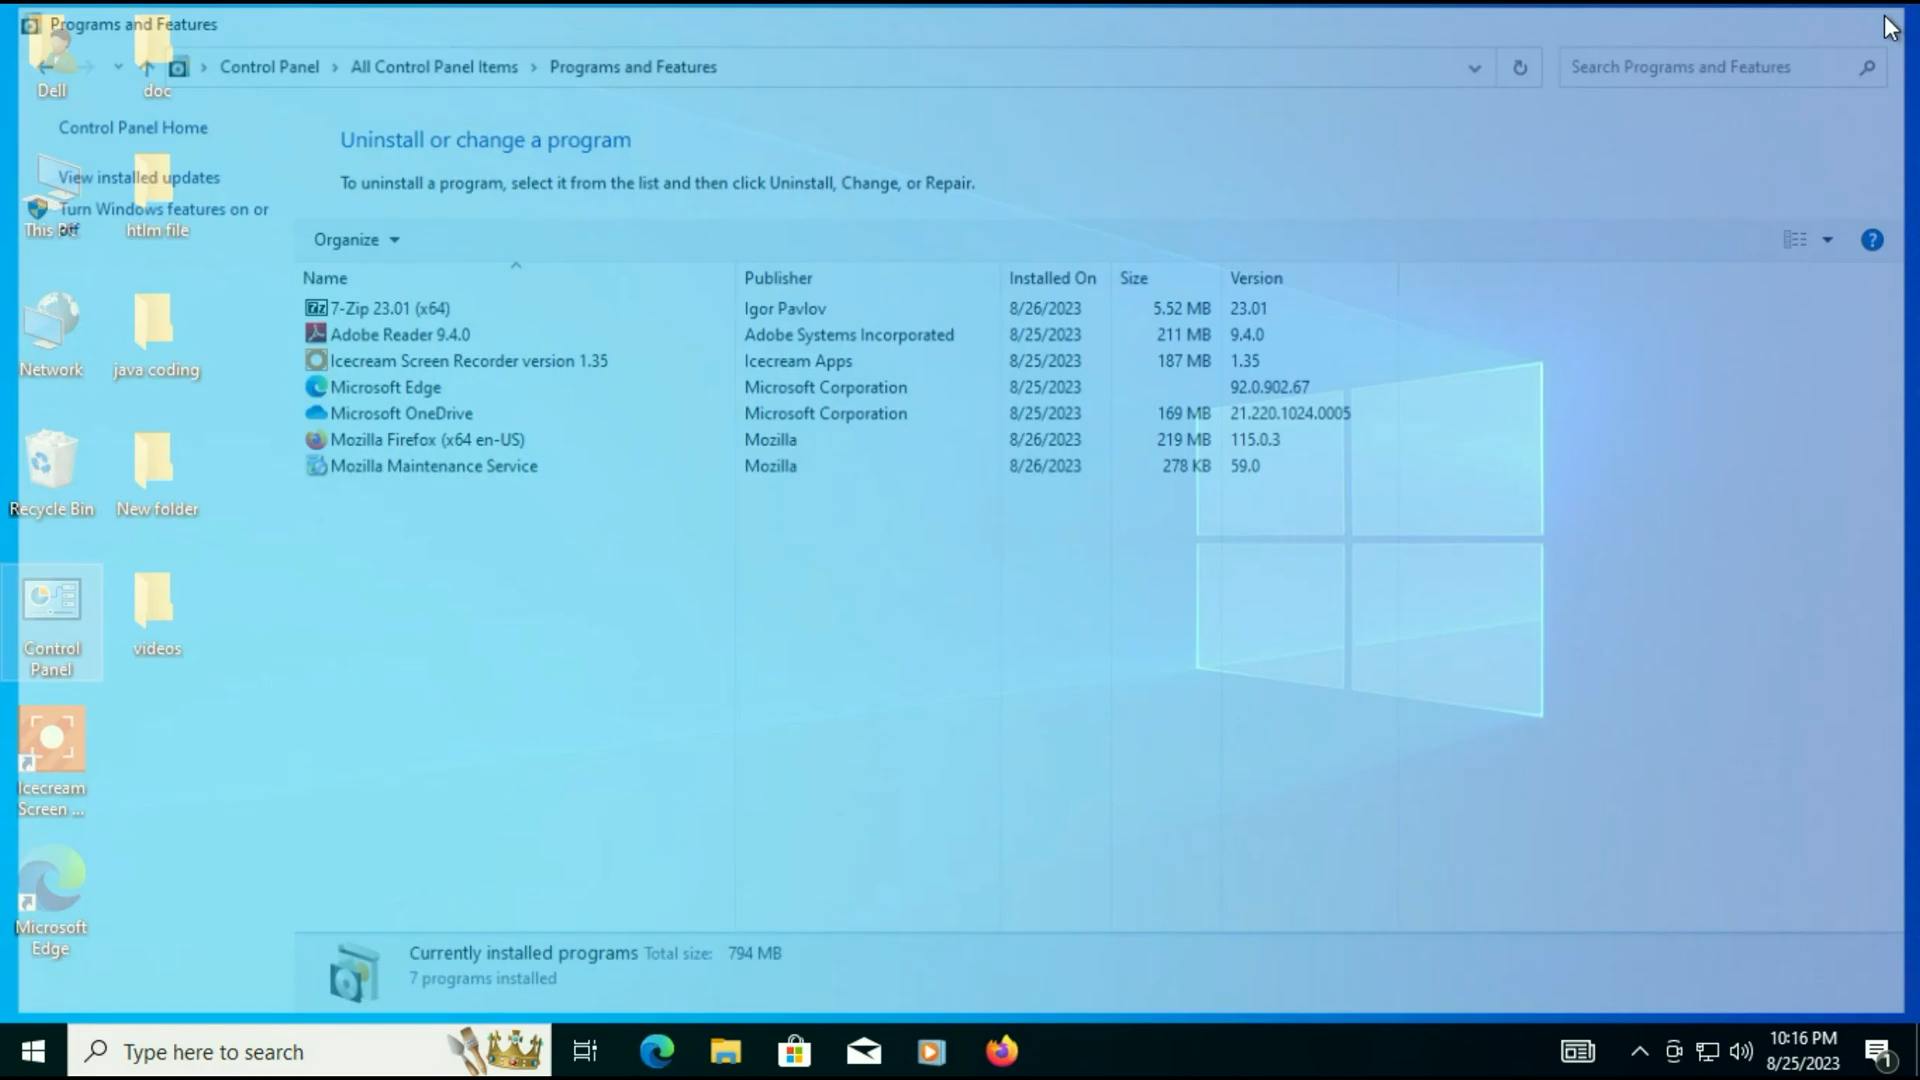 Programs and Features
Control Panel › All Control Panel Items › Programs and Features
Search Programs and Features
Dell
doc
Control Panel Home
View installed updates
Turn Windows features on or
off
This PC
htlm file
Network
java coding
Recycle Bin
New folder
Control
Panel
videos
Icecream
Screen ...
Microsoft
Edge
Uninstall or change a program
To uninstall a program, select it from the list and then click Uninstall, Change, or Repair.
Organize
Name Publisher Installed On Size Version
7-Zip 23.01 (x64) Igor Pavlov 8/26/2023 5.52 MB 23.01
Adobe Reader 9.4.0 Adobe Systems Incorporated 8/25/2023 211 MB 9.4.0
Icecream Screen Recorder version 1.35 Icecream Apps 8/25/2023 187 MB 1.35
Microsoft Edge Microsoft Corporation 8/25/2023 92.0.902.67
Microsoft OneDrive Microsoft Corporation 8/25/2023 169 MB 21.220.1024.0005
Mozilla Firefox (x64 en-US) Mozilla 8/26/2023 219 MB 115.0.3
Mozilla Maintenance Service Mozilla 8/26/2023 278 KB 59.0
Currently installed programs Total size: 794 MB
7 programs installed
Type here to search
10:16 PM
8/25/2023
1